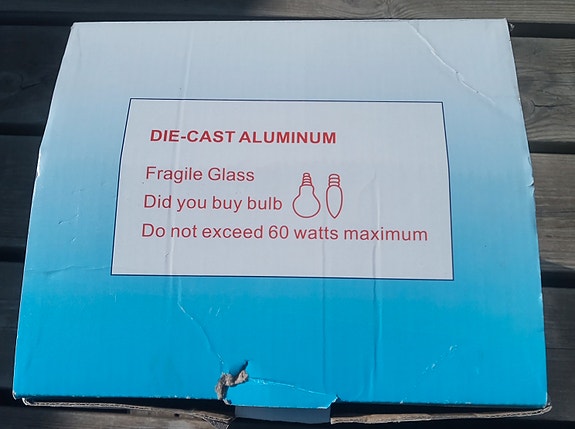 DIE-CAST ALUMINUM
Fragile Glass
Did you buy bulb
Do not exceed 60 watts maximum